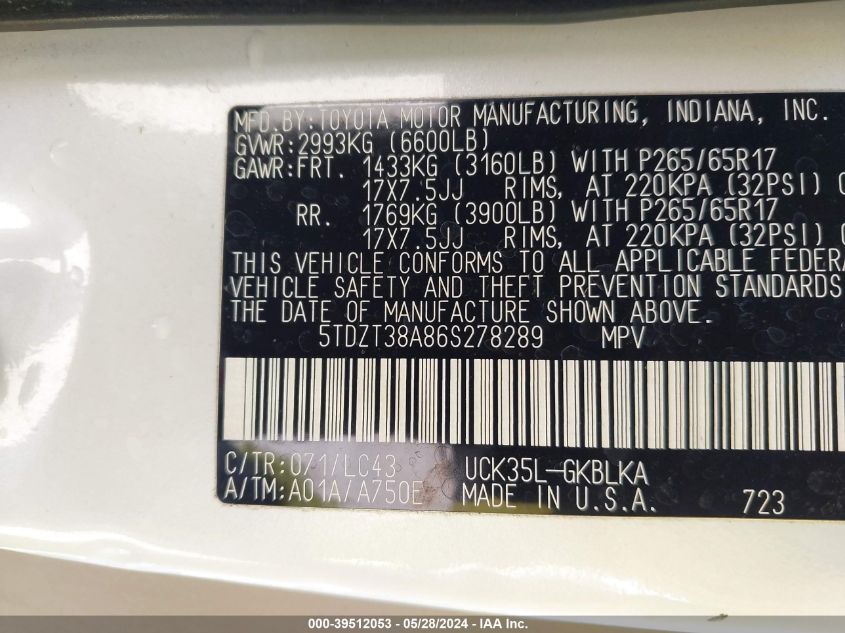 MFD.BY:TOYOTA MOTOR MANUFACTURING, INDIANA, INC.
GVWR:2993KG (6600LB)
GAWR:FRT. 1433KG (3160LB) WITH P265/65R17
17X7.5JJ RIMS, AT 220KPA (32PSI)
RR. 1769KG (3900LB) WITH P265/65R17
17X7.5JJ RIMS, AT 220KPA (32PSI)
THIS VEHICLE CONFORMS TO ALL APPLICABLE FEDERA
VEHICLE SAFETY AND THEFT PREVENTION STANDARDS
THE DATE OF MANUFACTURE SHOWN ABOVE.
5TDZT38A86S278289 MPV
C/TR:071/LC43 UCK35L-GKBLKA
A/TM:A01A/A750E MADE IN U.S.A. 723
000-39512053 - 05/28/2024 - IAA Inc.